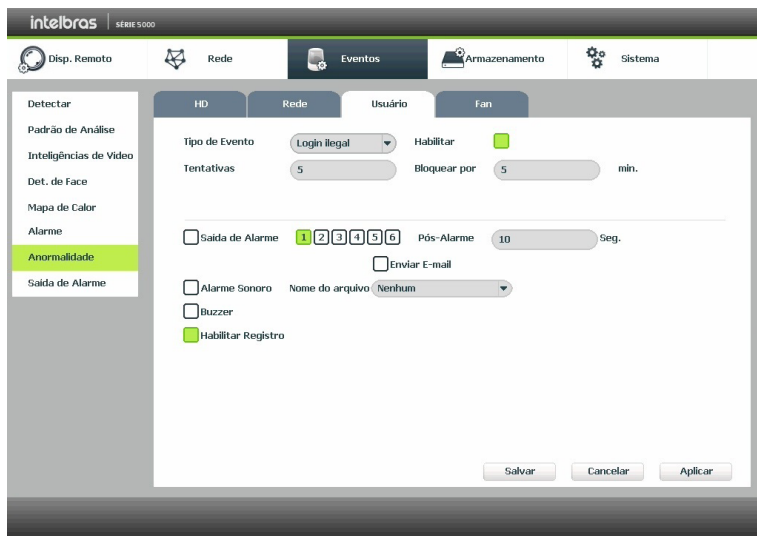 intelbras SÉRIE 5000
Disp. Remoto Rede Eventos Armazenamento Sistema
Detectar
Padrão de Análise
Inteligências de Vídeo
Det. de Face
Mapa de Calor
Alarme
Anormalidade
Saída de Alarme
HD Rede Usuário Fan
Tipo de Evento Login ilegal Habilitar
Tentativas 5 Bloquear por 5 min.
Saída de Alarme 1 2 3 4 5 6 Pós-Alarme 10 Seg.
Enviar E-mail
Alarme Sonoro Nome do arquivo Nenhum
Buzzer
Habilitar Registro
Salvar Cancelar Aplicar